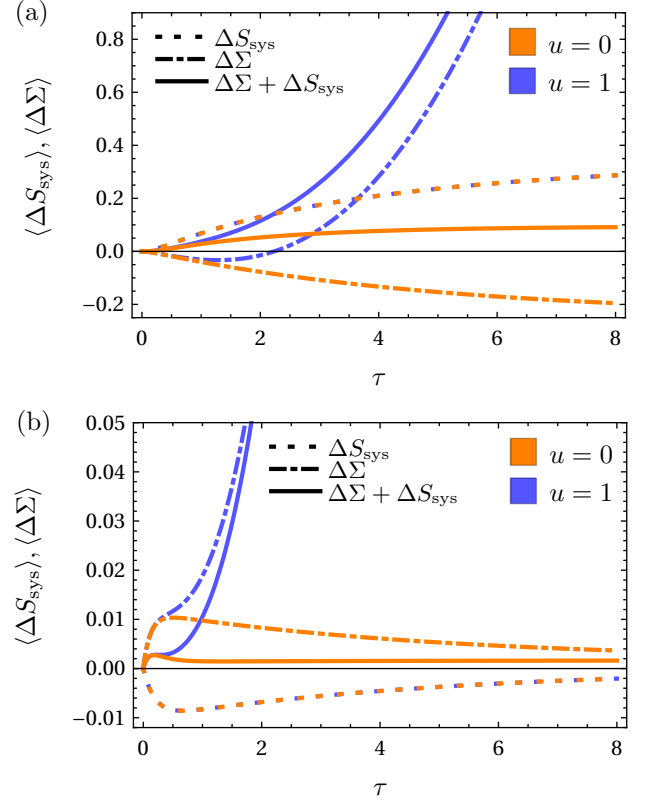 (a)
⟨ΔS_sys⟩, ⟨ΔΣ⟩
0.8
0.6
0.4
0.2
0.0
−0.2
ΔS_sys
ΔΣ
ΔΣ + ΔS_sys
u = 0
u = 1
0 2 4 6 8
τ
(b)
⟨ΔS_sys⟩, ⟨ΔΣ⟩
0.05
0.04
0.03
0.02
0.01
0.00
−0.01
ΔS_sys
ΔΣ
ΔΣ + ΔS_sys
u = 0
u = 1
0 2 4 6 8
τ